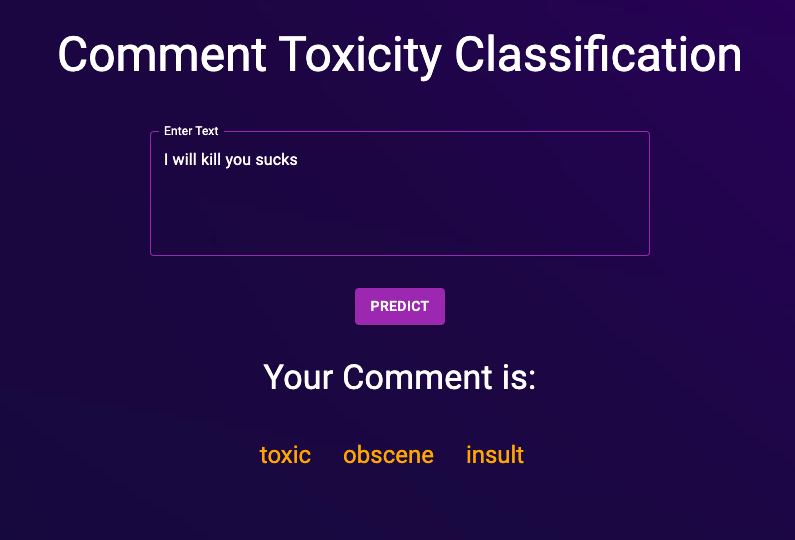 Comment Toxicity Classification
Enter Text
I will kill you sucks
PREDICT
Your Comment is:
toxic obscene insult